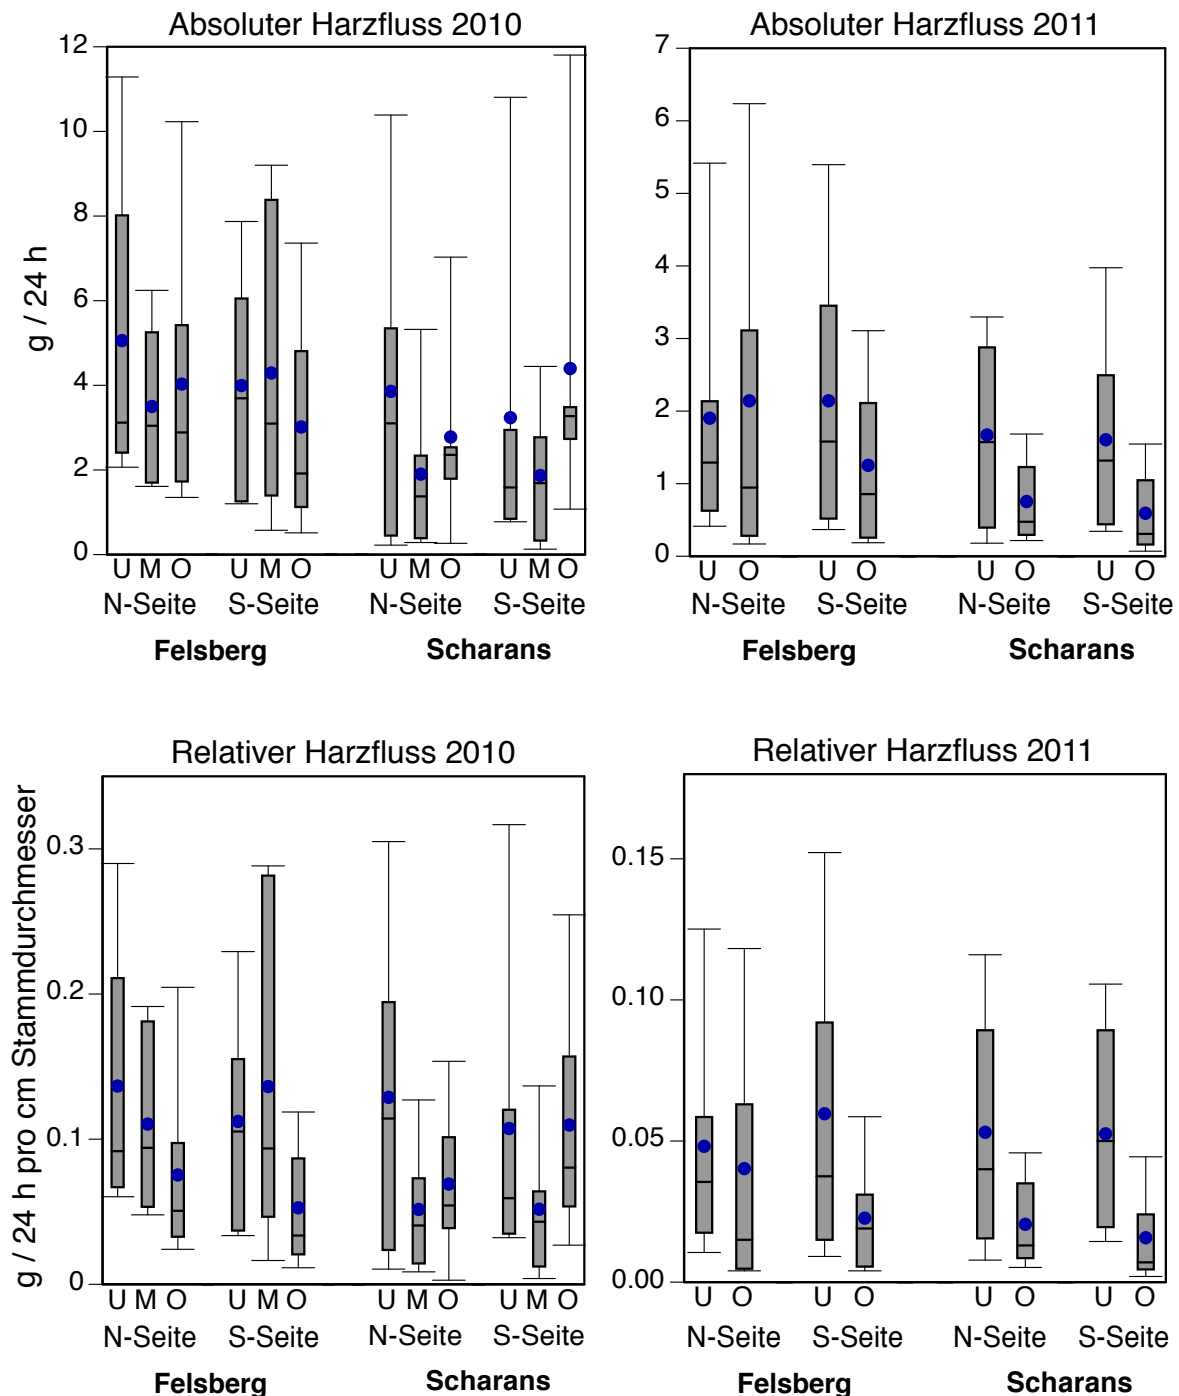 Absoluter Harzfluss 2010
12
10
8
6
4
2
0
g / 24 h
U M O U M O U M O U M O
N-Seite S-Seite N-Seite S-Seite
Felsberg Scharans
Absoluter Harzfluss 2011
7
6
5
4
3
2
1
0
U O U O U O U O
N-Seite S-Seite N-Seite S-Seite
Felsberg Scharans
Relativer Harzfluss 2010
0.3
0.2
0.1
0
g / 24 h pro cm Stammdurchmesser
U M O U M O U M O U M O
N-Seite S-Seite N-Seite S-Seite
Felsberg Scharans
Relativer Harzfluss 2011
0.15
0.10
0.05
0.00
U O U O U O U O
N-Seite S-Seite N-Seite S-Seite
Felsberg Scharans